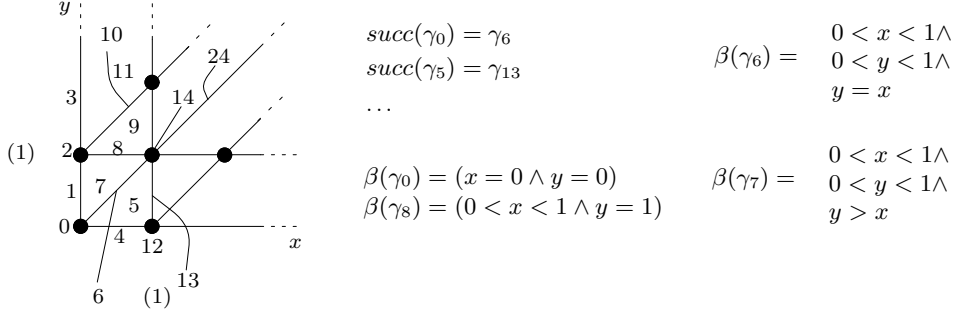 y
10
24
11
14
3
9
(1)
2
8
1
7
5
0
4
12
x
13
6
(1)
succ(γ₀) = γ₆
succ(γ₅) = γ₁₃
...
β(γ₀) = (x = 0 ∧ y = 0)
β(γ₈) = (0 < x < 1 ∧ y = 1)
0 < x < 1∧
β(γ₆) = 0 < y < 1∧
y = x
0 < x < 1∧
β(γ₇) = 0 < y < 1∧
y > x